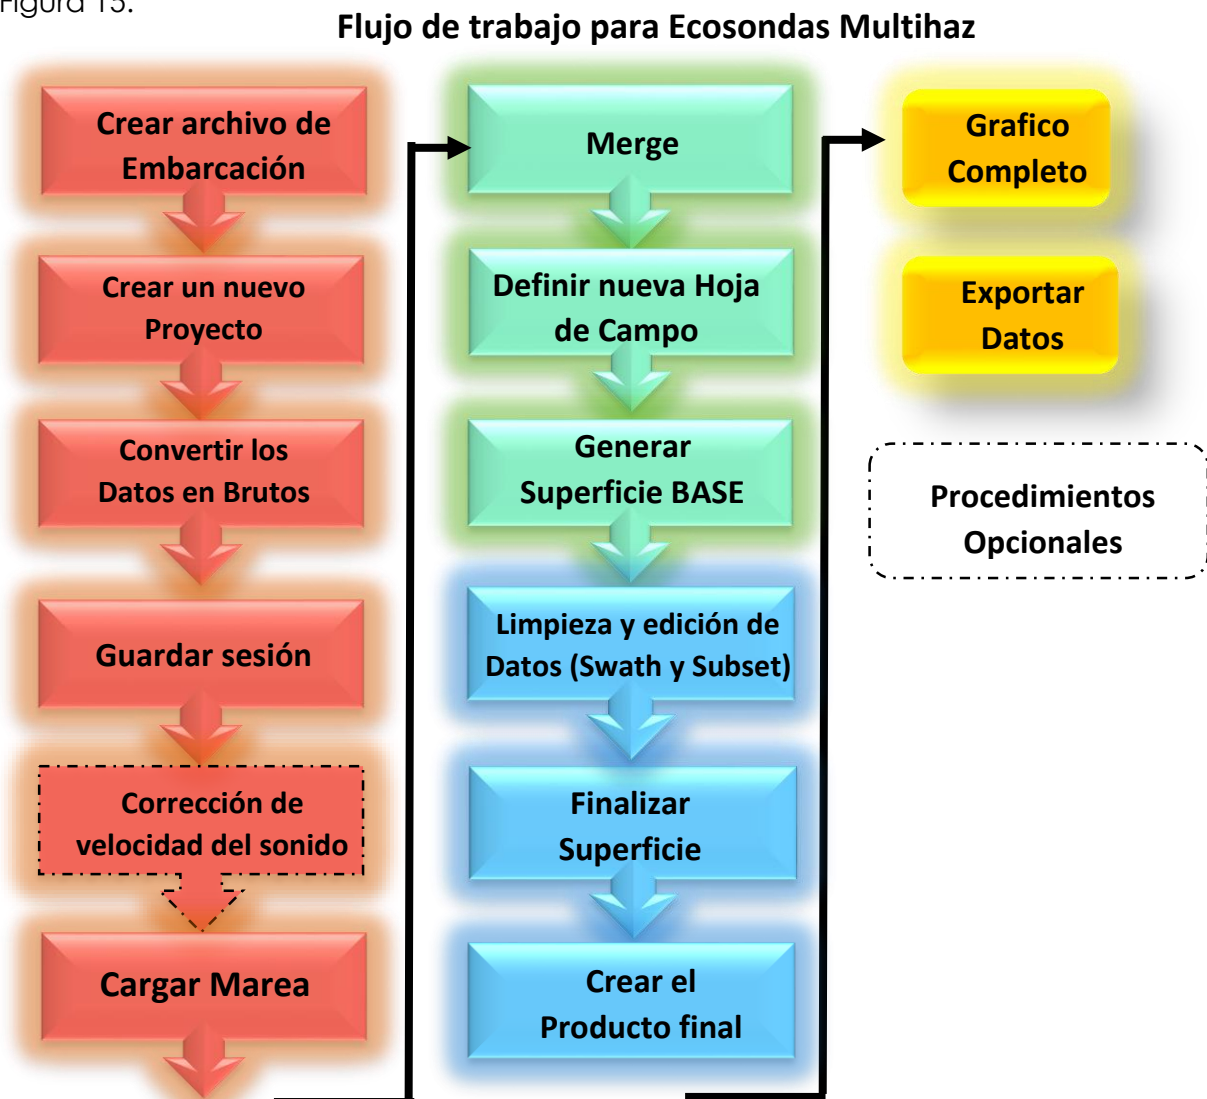 Figura 15.
Flujo de trabajo para Ecosondas Multihaz
Crear archivo de
Embarcación
Crear un nuevo
Proyecto
Convertir los
Datos en Brutos
Guardar sesión
Corrección de
velocidad del sonido
Cargar Marea
Merge
Definir nueva Hoja
de Campo
Generar
Superficie BASE
Limpieza y edición de
Datos (Swath y Subset)
Finalizar
Superficie
Crear el
Producto final
Grafico
Completo
Exportar
Datos
Procedimientos
Opcionales